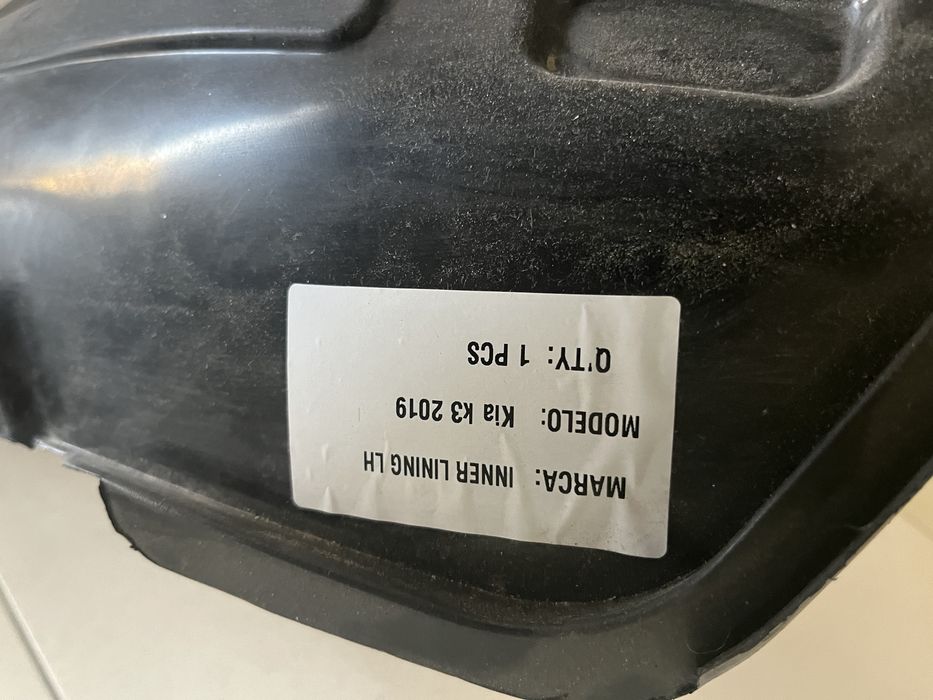 MARCA: INNER LINING LH
MODELO: Kia k3 2019
Q'TY: 1 PCS